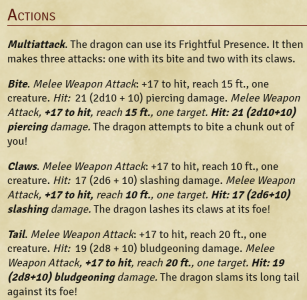 Actions
Multiattack. The dragon can use its Frightful Presence. It then
makes three attacks: one with its bite and two with its claws.
Bite. Melee Weapon Attack: +17 to hit, reach 15 ft., one
creature. Hit: 21 (2d10 + 10) piercing damage. Melee Weapon
Attack, +17 to hit, reach 15 ft., one target. Hit: 21 (2d10+10)
piercing damage. The dragon attempts to bite a chunk out of
you!
Claws. Melee Weapon Attack: +17 to hit, reach 10 ft., one
creature. Hit: 17 (2d6 + 10) slashing damage. Melee Weapon
Attack, +17 to hit, reach 10 ft., one target. Hit: 17 (2d6+10)
slashing damage. The dragon lashes its claws at its foe!
Tail. Melee Weapon Attack: +17 to hit, reach 20 ft., one
creature. Hit: 19 (2d8 + 10) bludgeoning damage. Melee
Weapon Attack, +17 to hit, reach 20 ft., one target. Hit: 19
(2d8+10) bludgeoning damage. The dragon slams its long tail
against its foe!